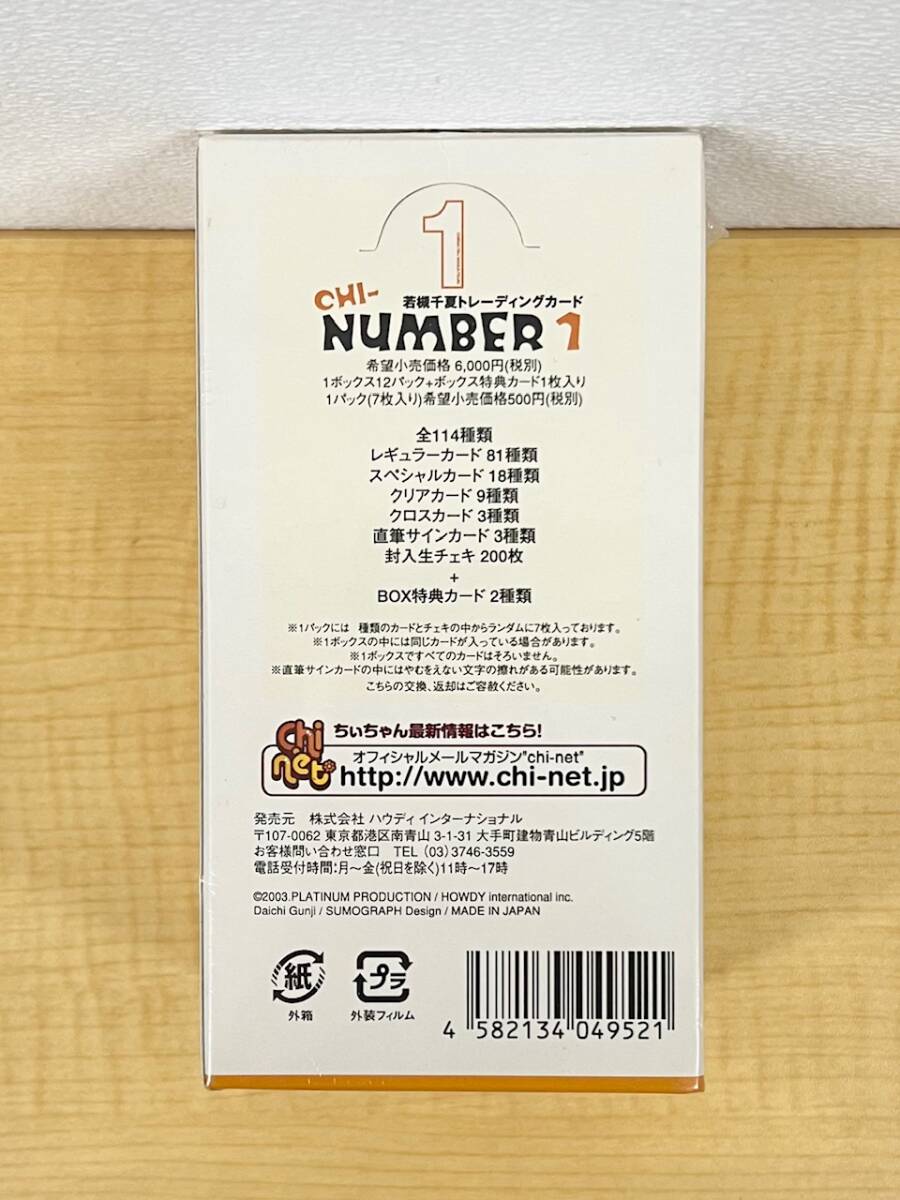 1
CHI-
若槻千夏トレーディングカード
NUMBER 1
希望小売価格 6,000円(税別)
1ボックス12パック+ボックス特典カード1枚入り
1パック(7枚入り)希望小売価格500円(税別)
全114種類
レギュラーカード 81種類
スペシャルカード 18種類
クリアカード 9種類
クロスカード 3種類
直筆サインカード 3種類
封入生チェキ 200枚
+
BOX特典カード 2種類
※1パックには 種類のカードとチェキの中からランダムに7枚入っております。
※1ボックスの中には同じカードが入っている場合があります。
※1ボックスですべてのカードはそろいません。
※直筆サインカードの中にはやむをえない文字の擦れがある可能性があります。
こちらの交換、返却はご容赦ください。
chi net
ちぃちゃん最新情報はこちら!
オフィシャルメールマガジン"chi-net"
http://www.chi-net.jp
発売元 株式会社 ハウディ インターナショナル
〒107-0062 東京都港区南青山 3-1-31 大手町建物青山ビルディング5階
お客様問い合わせ窓口 TEL (03)3746-3559
電話受付時間:月〜金(祝日を除く)11時〜17時
©2003.PLATINUM PRODUCTION / HOWDY international inc.
Daichi Gunji / SUMOGRAPH Design / MADE IN JAPAN
紙
外箱
プラ
外装フィルム
4 582134 049521